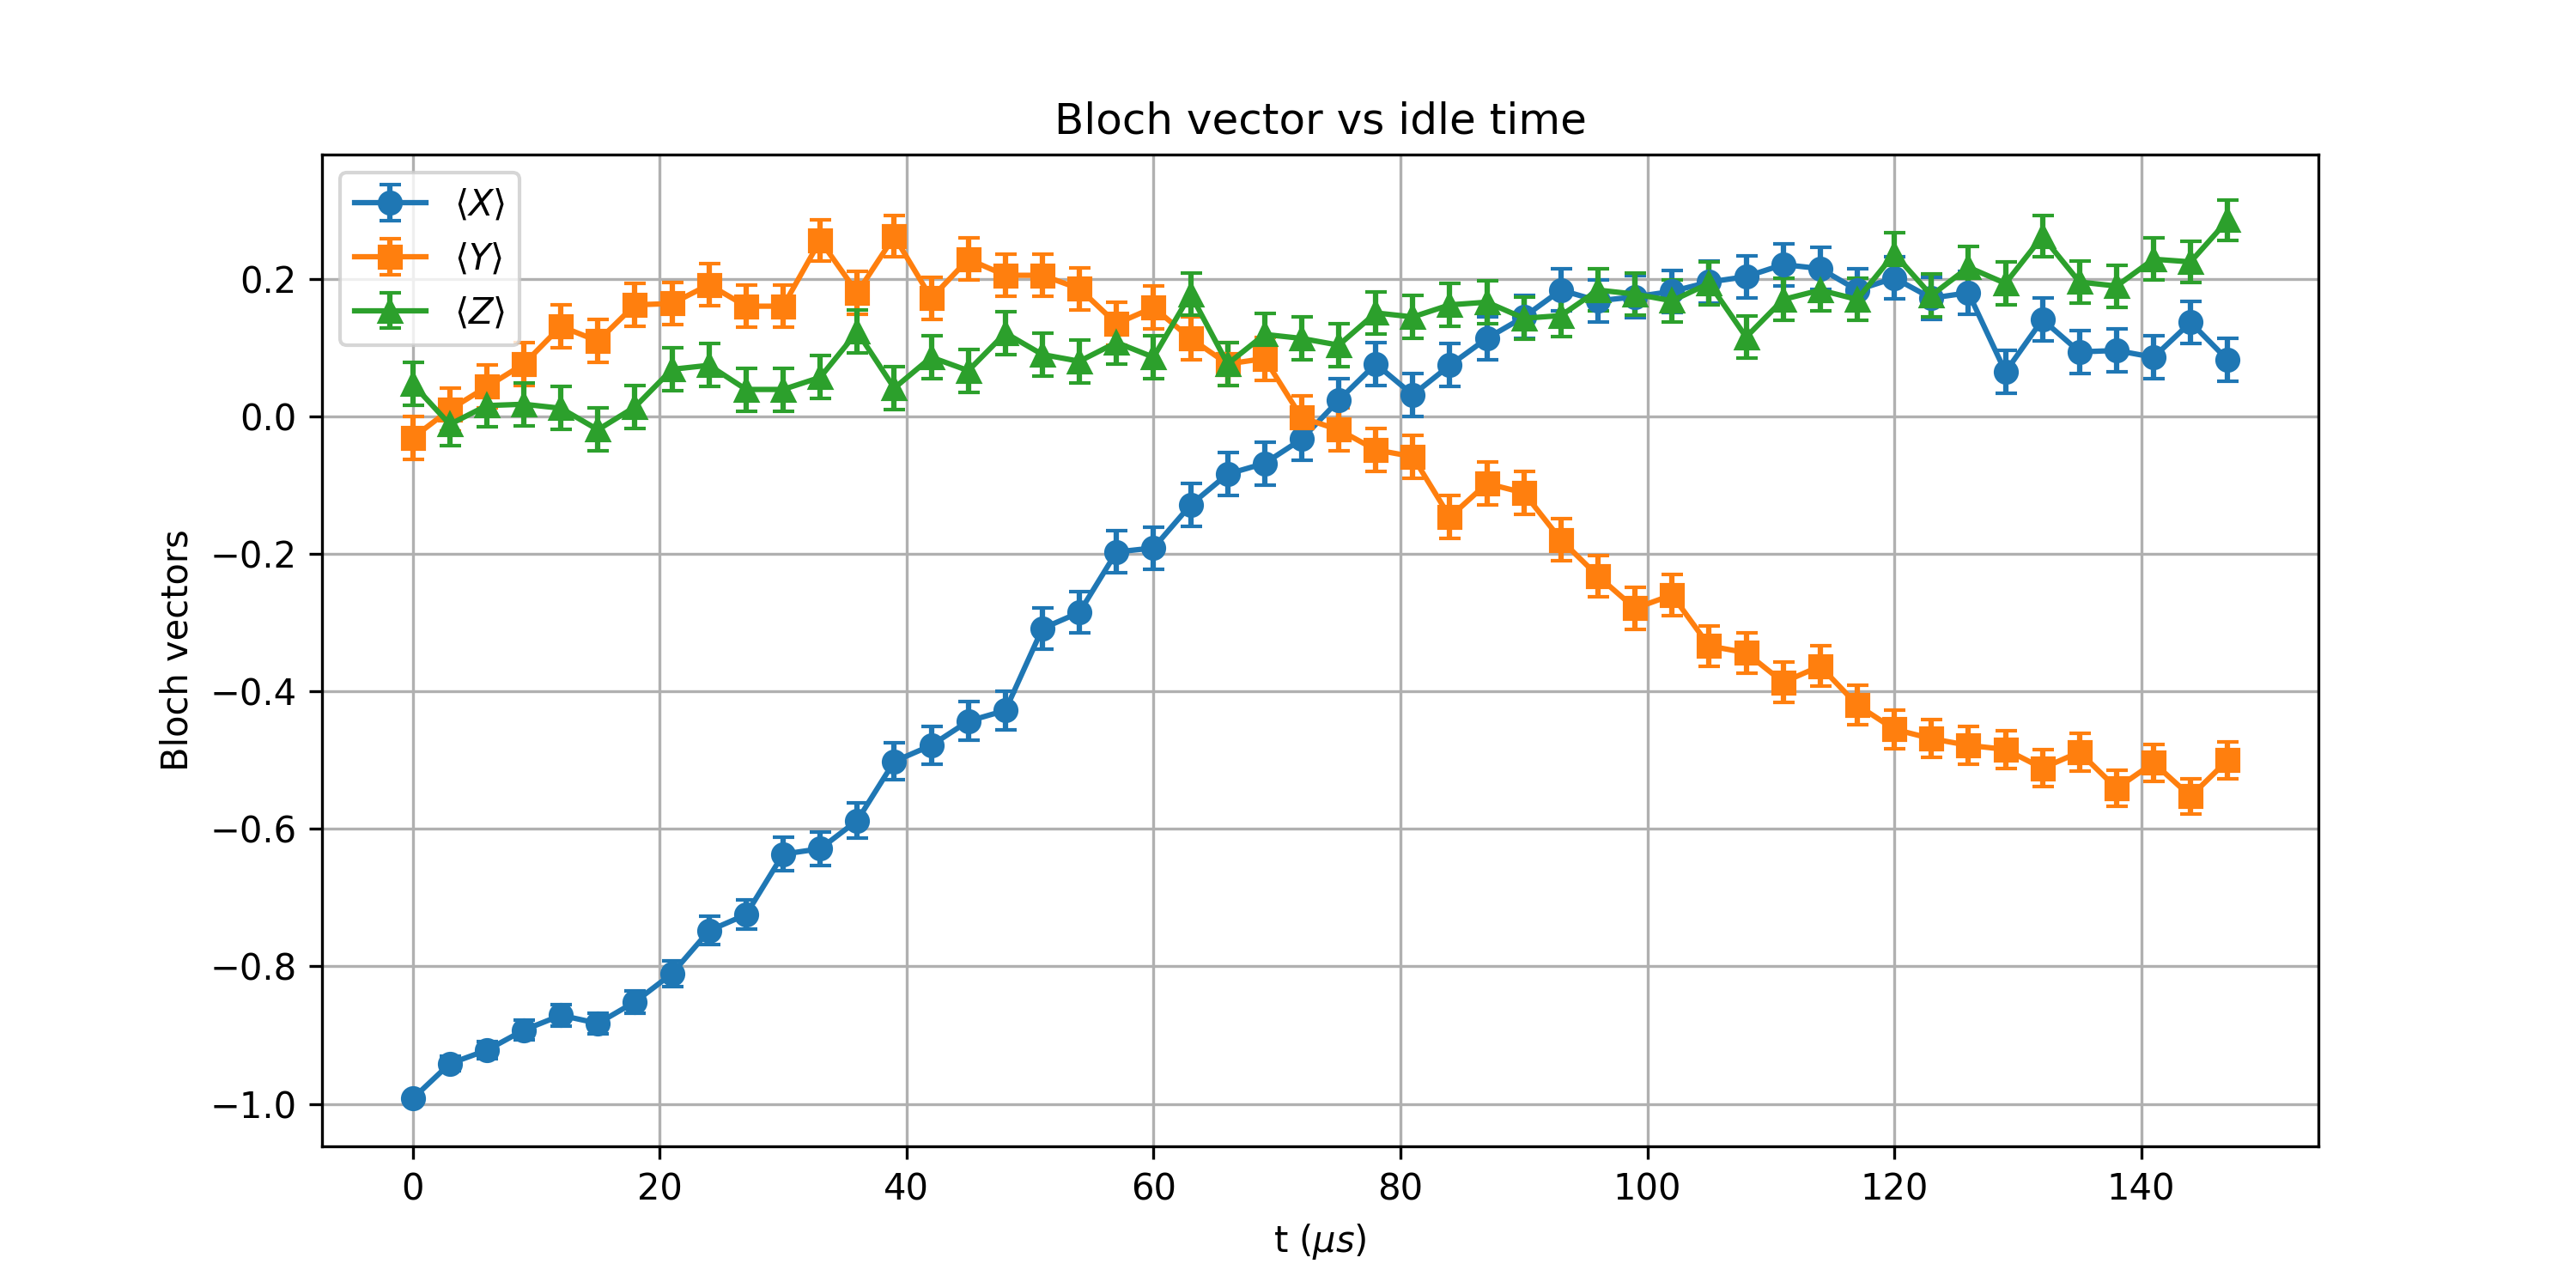 Bloch vector vs idle time
⟨X⟩
⟨Y⟩
⟨Z⟩
Bloch vectors
0.2
0.0
−0.2
−0.4
−0.6
−0.8
−1.0
0 20 40 60 80 100 120 140
t (μs)